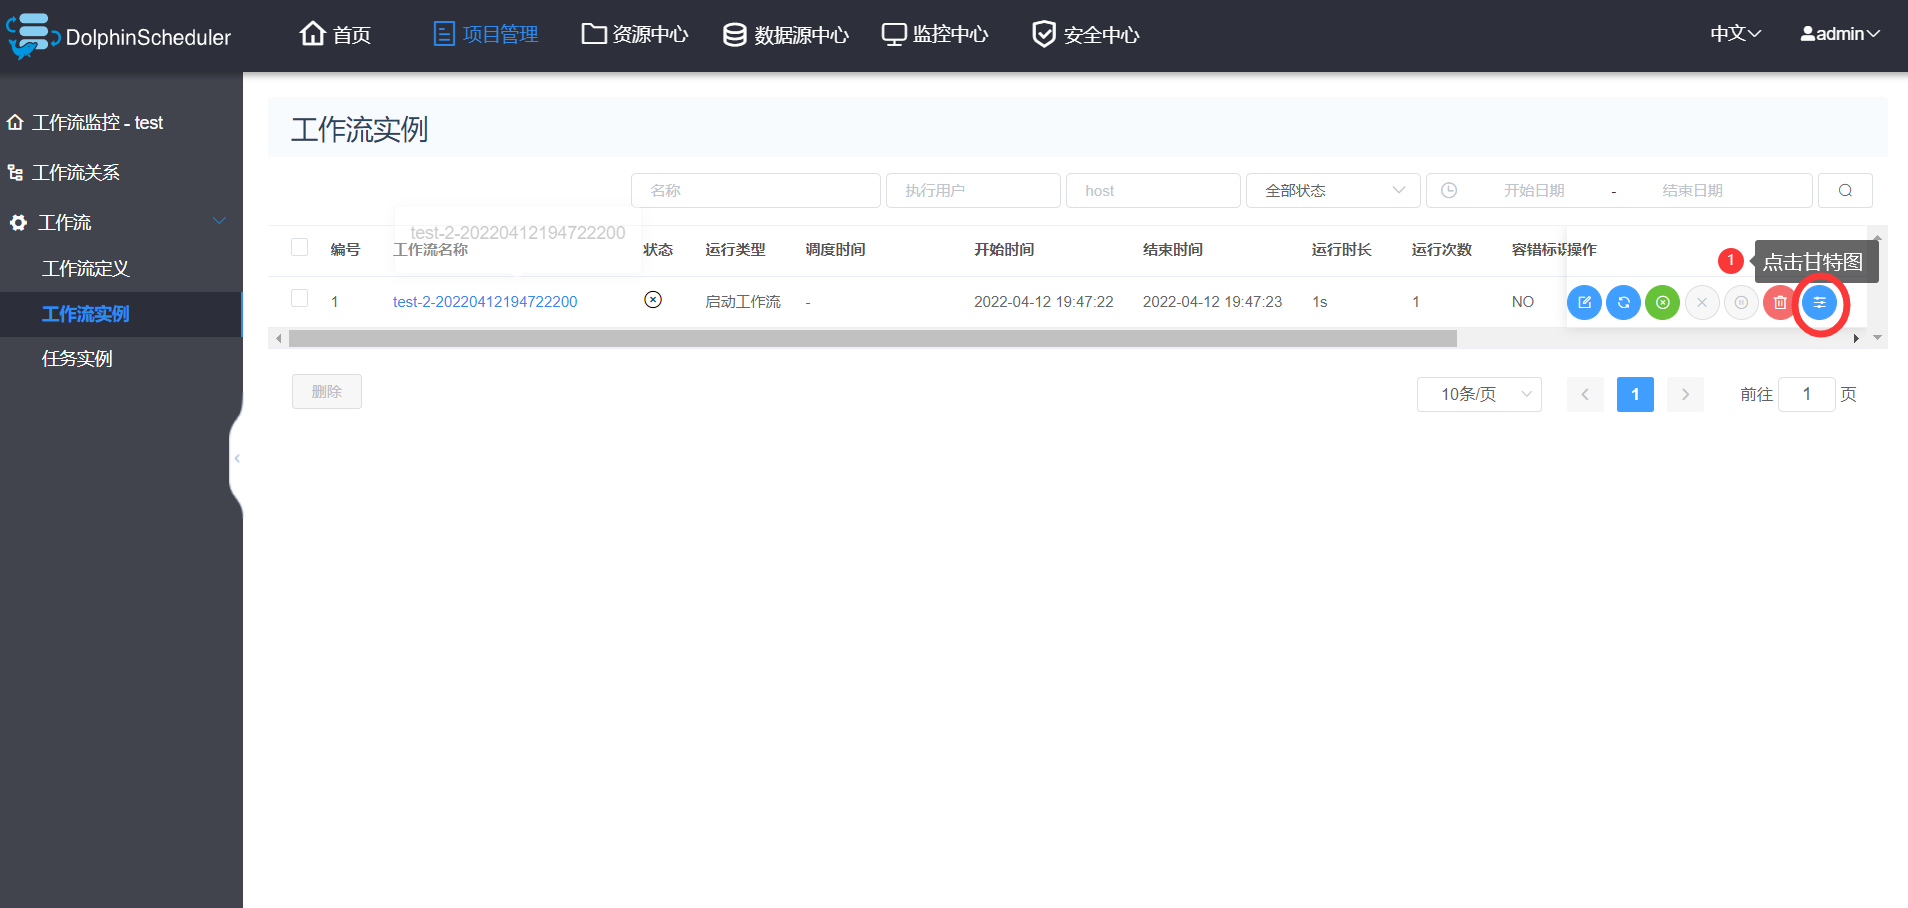 DolphinScheduler
首页
项目管理
资源中心
数据源中心
监控中心
安全中心
中文
admin
工作流监控 - test
工作流关系
工作流
工作流定义
工作流实例
任务实例
工作流实例
名称
执行用户
host
全部状态
开始日期 - 结束日期
test-2-20220412194722200
编号 工作流名称 状态 运行类型 调度时间 开始时间 结束时间 运行时长 运行次数 容错标识 操作
1 点击甘特图
1 test-2-20220412194722200 启动工作流 - 2022-04-12 19:47:22 2022-04-12 19:47:23 1s 1 NO
删除
10条/页
1
前往 1 页